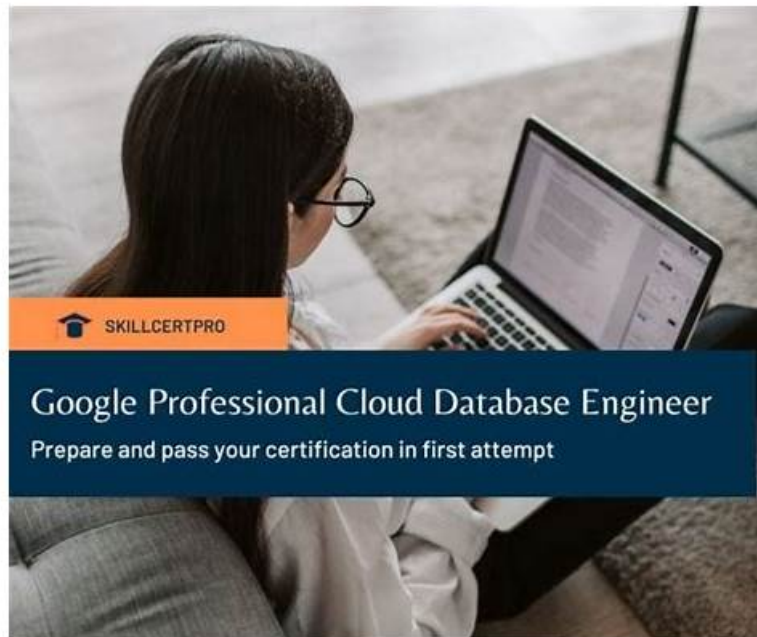 SKILLCERTPRO
Google Professional Cloud Database Engineer
Prepare and pass your certification in first attempt